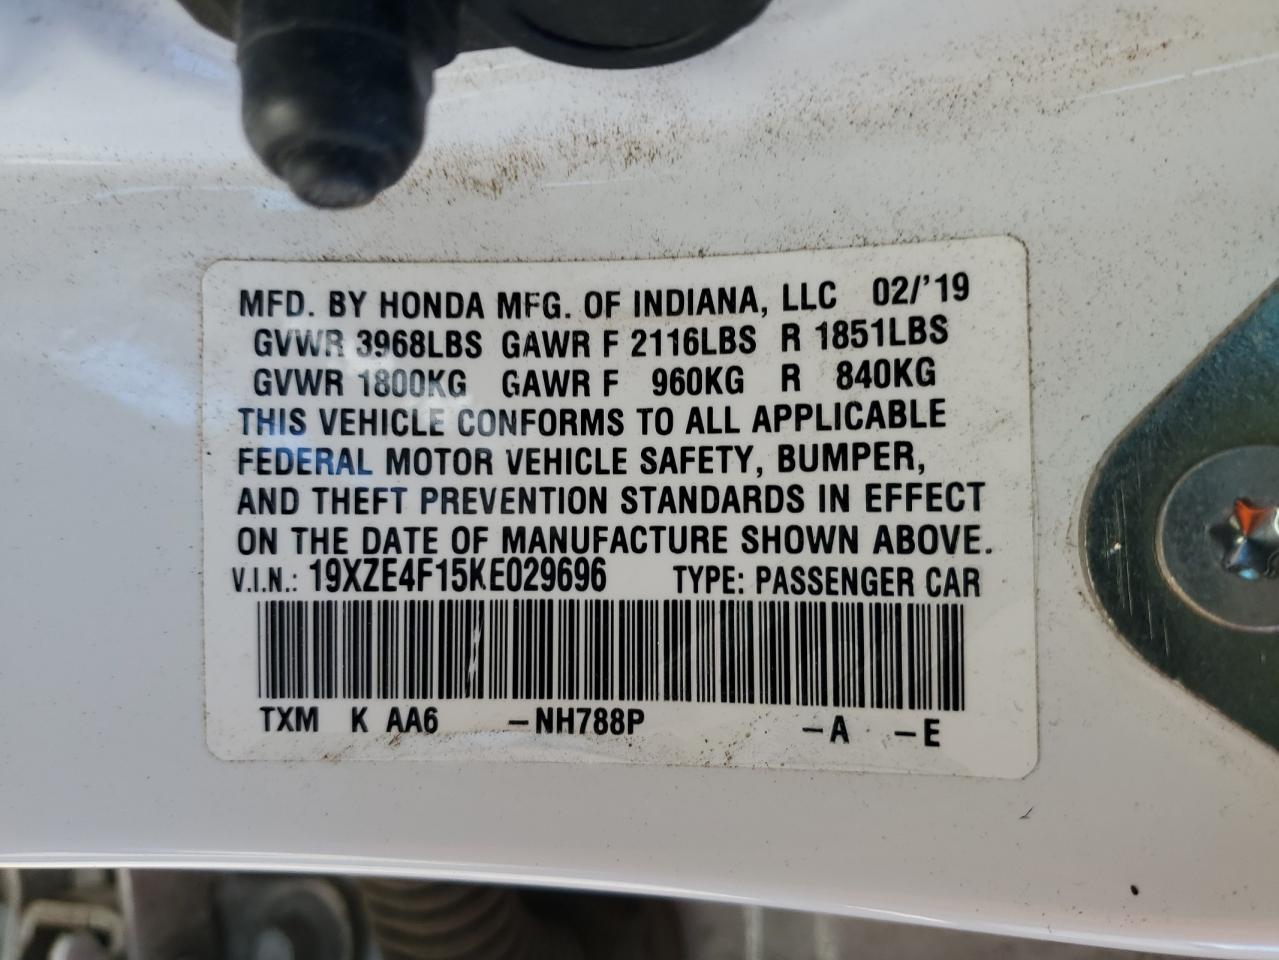 MFD. BY HONDA MFG. OF INDIANA, LLC 02/'19
GVWR 3968LBS GAWR F 2116LBS R 1851LBS
GVWR 1800KG GAWR F 960KG R 840KG
THIS VEHICLE CONFORMS TO ALL APPLICABLE
FEDERAL MOTOR VEHICLE SAFETY, BUMPER,
AND THEFT PREVENTION STANDARDS IN EFFECT
ON THE DATE OF MANUFACTURE SHOWN ABOVE.
V.I.N.: 19XZE4F15KE029696 TYPE: PASSENGER CAR
TXM K AA6 -NH788P -A -E